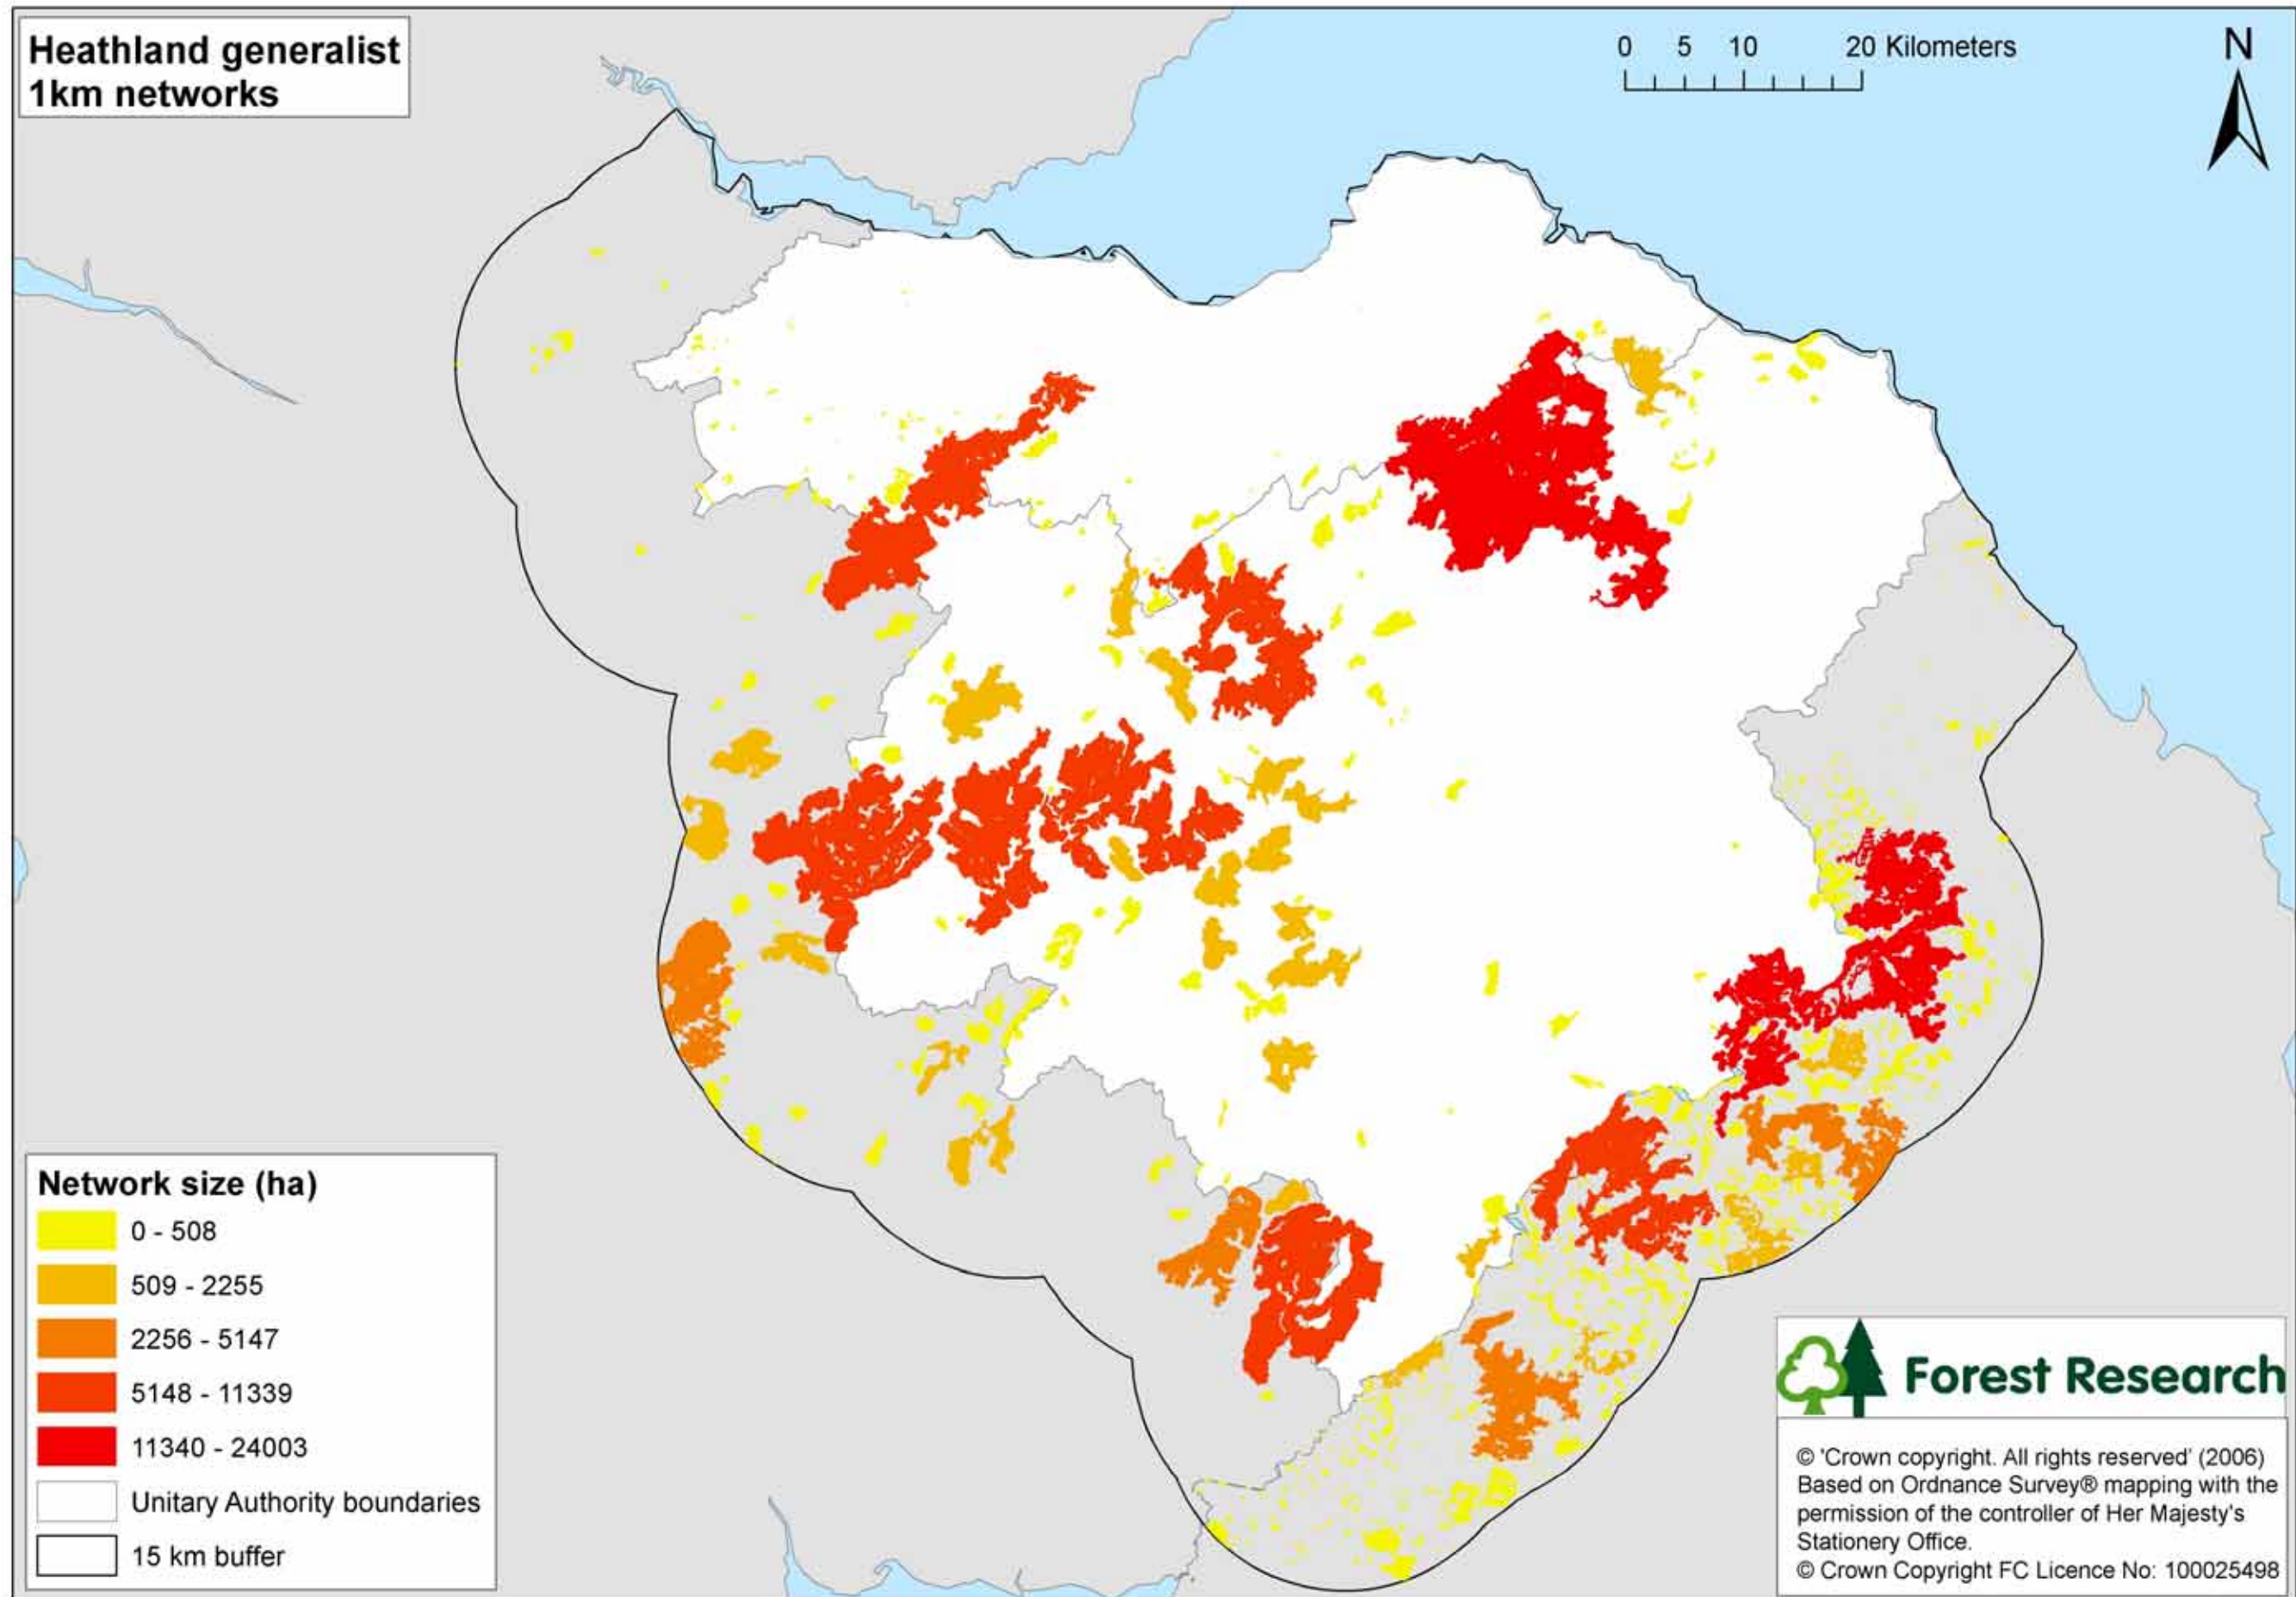 Heathland generalist
1km networks
0 5 10 20 Kilometers
N
Network size (ha)
0 - 508
509 - 2255
2256 - 5147
5148 - 11339
11340 - 24003
Unitary Authority boundaries
15 km buffer
Forest Research
© 'Crown copyright. All rights reserved' (2006)
Based on Ordnance Survey® mapping with the
permission of the controller of Her Majesty's
Stationery Office.
© Crown Copyright FC Licence No: 100025498